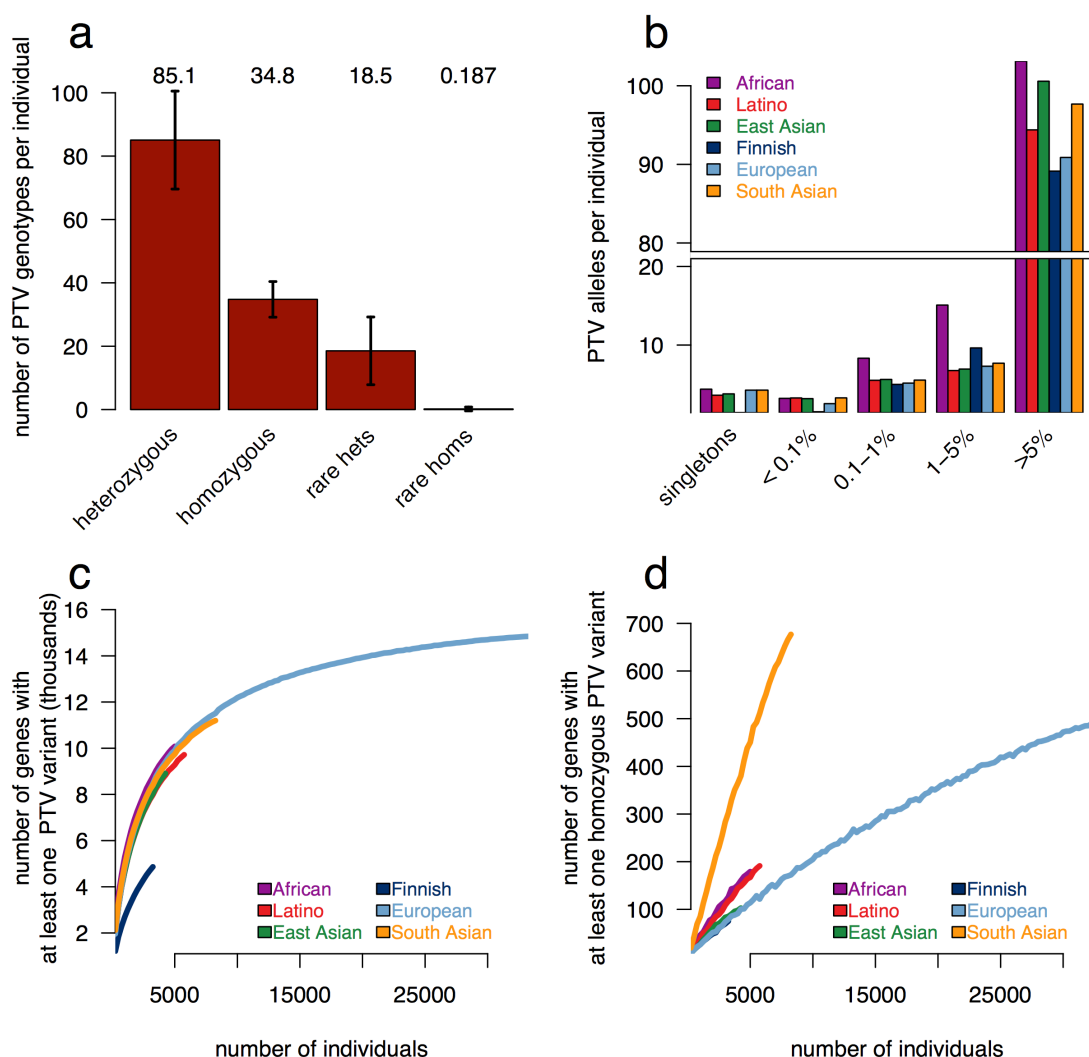 a
number of PTV genotypes per individual
85.1 34.8 18.5 0.187
100
80
60
40
20
0
heterozygous
homozygous
rare hets
rare homs
b
PTV alleles per individual
100
90
80
20
10
African
Latino
East Asian
Finnish
European
South Asian
singletons
< 0.1%
0.1–1%
1–5%
>5%
c
number of genes with
at least one PTV variant (thousands)
16
14
12
10
8
6
4
2
African Finnish
Latino European
East Asian South Asian
5000 15000 25000
number of individuals
d
number of genes with
at least one homozygous PTV variant
700
600
500
400
300
200
100
African Finnish
Latino European
East Asian South Asian
5000 15000 25000
number of individuals